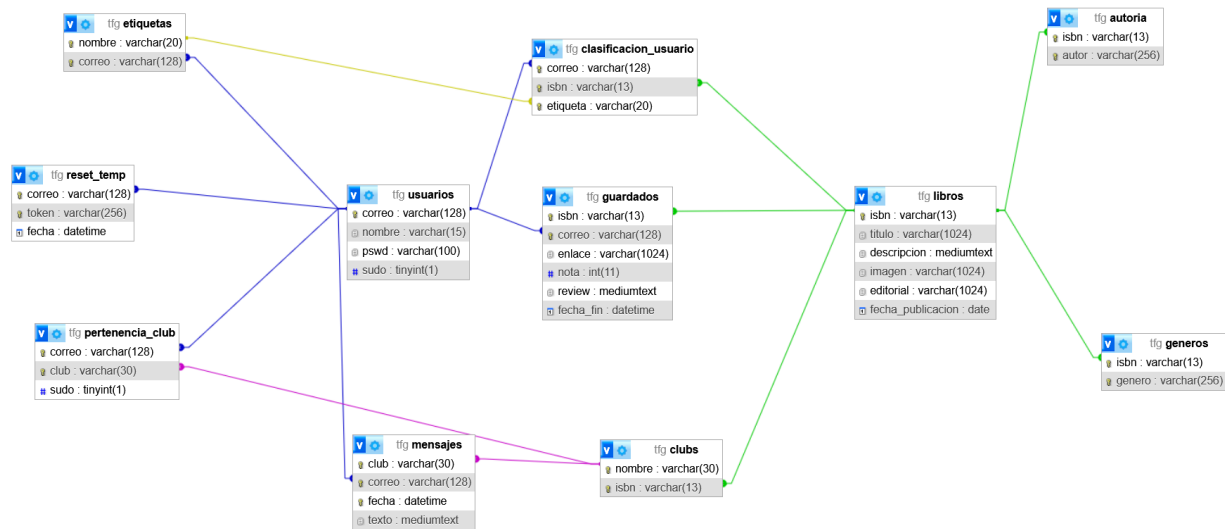 tfg etiquetas
nombre : varchar(20)
correo : varchar(128)
tfg clasificacion_usuario
correo : varchar(128)
isbn : varchar(13)
etiqueta : varchar(20)
tfg autoria
isbn : varchar(13)
autor : varchar(256)
tfg reset_temp
correo : varchar(128)
token : varchar(256)
fecha : datetime
tfg usuarios
correo : varchar(128)
nombre : varchar(15)
pswd : varchar(100)
sudo : tinyint(1)
tfg guardados
isbn : varchar(13)
correo : varchar(128)
enlace : varchar(1024)
nota : int(11)
review : mediumtext
fecha_fin : datetime
tfg libros
isbn : varchar(13)
titulo : varchar(1024)
descripcion : mediumtext
imagen : varchar(1024)
editorial : varchar(1024)
fecha_publicacion : date
tfg pertenencia_club
correo : varchar(128)
club : varchar(30)
sudo : tinyint(1)
tfg generos
isbn : varchar(13)
genero : varchar(256)
tfg mensajes
club : varchar(30)
correo : varchar(128)
fecha : datetime
texto : mediumtext
tfg clubs
nombre : varchar(30)
isbn : varchar(13)